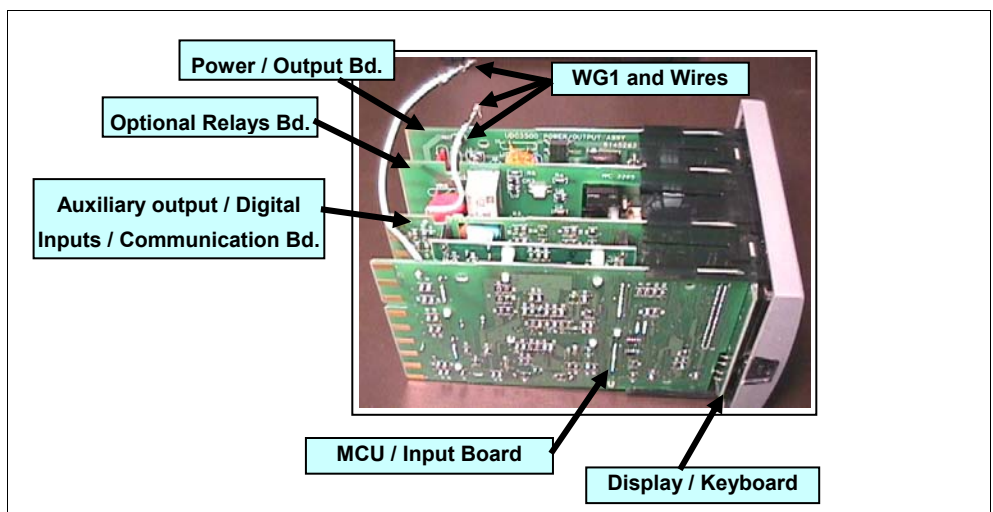 Power / Output Bd.
WG1 and Wires
Optional Relays Bd.
UDC3500 POWER/OUTPUT ASSY
Auxiliary output / Digital
Inputs / Communication Bd.
MCU / Input Board
Display / Keyboard